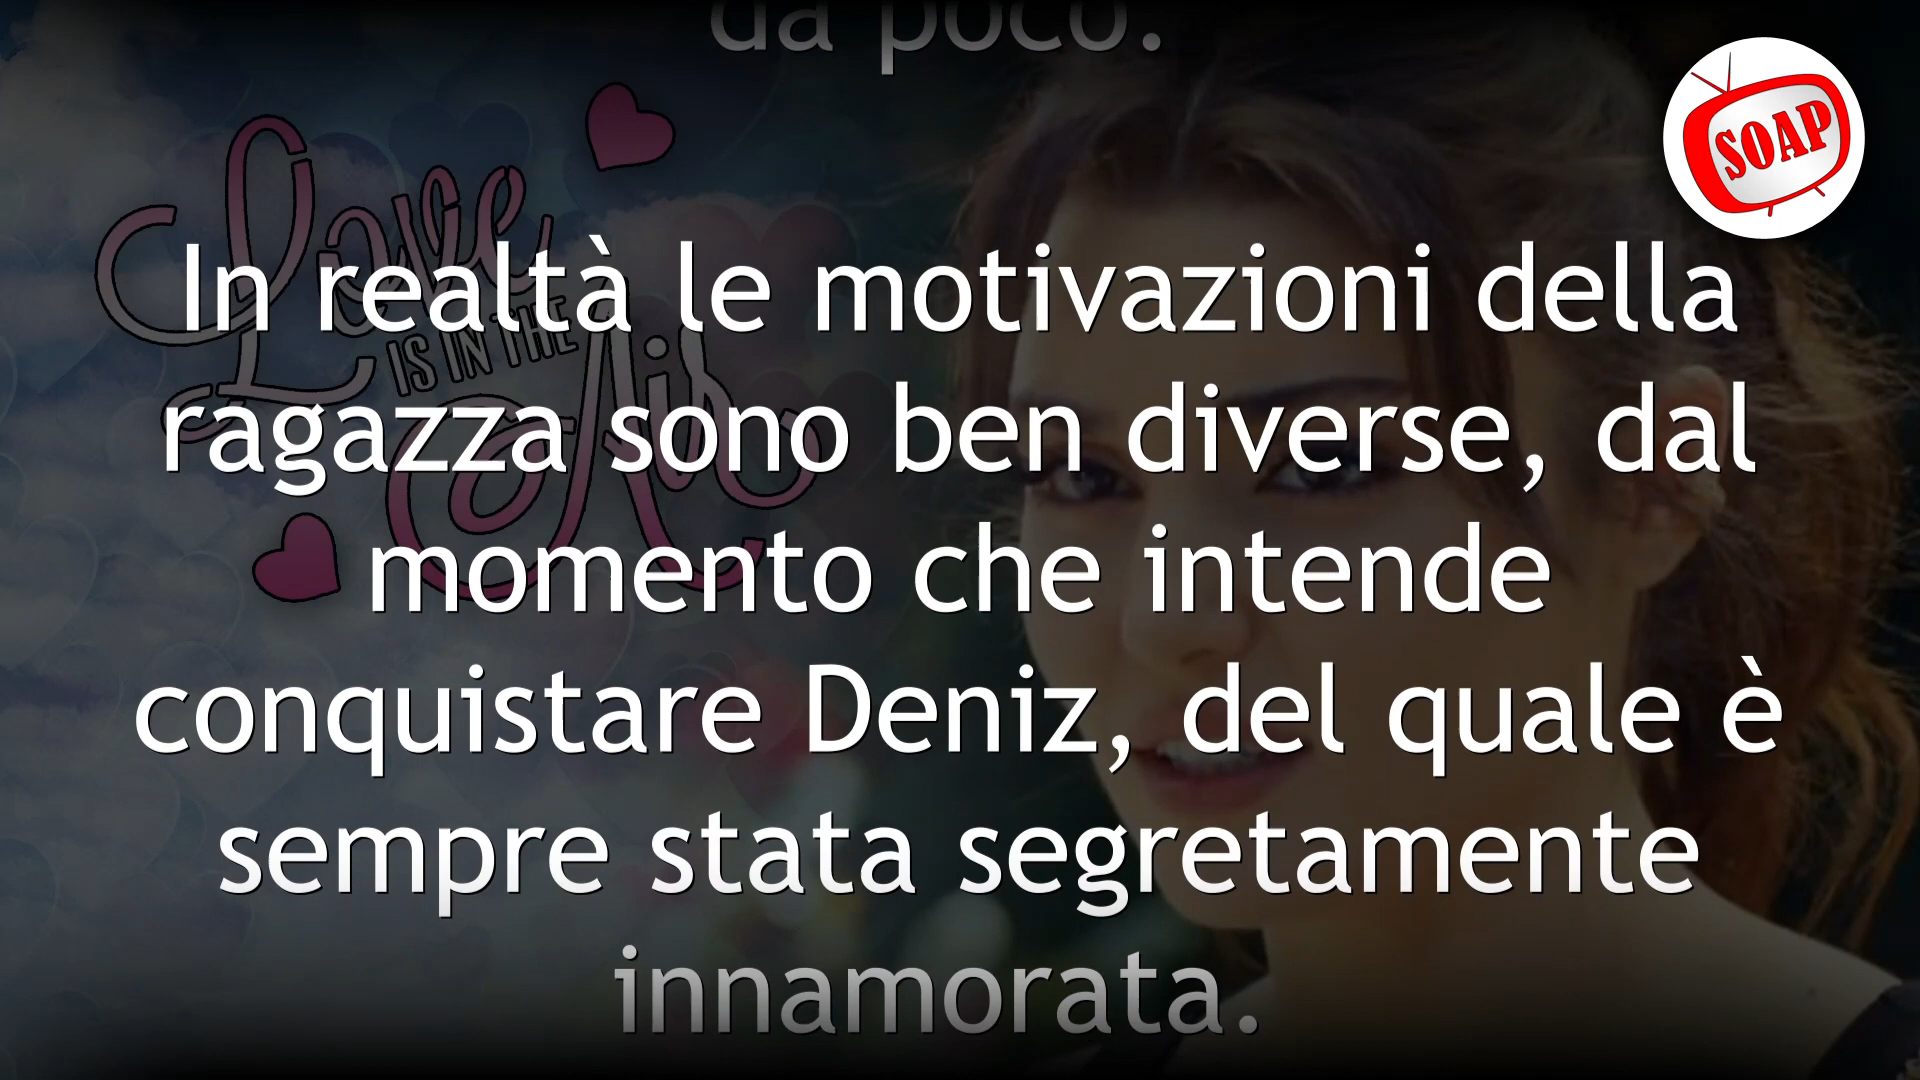 da poco.
SOAP
Love
IS IN THE
Air
In realtà le motivazioni della
ragazza sono ben diverse, dal
momento che intende
conquistare Deniz, del quale è
sempre stata segretamente
innamorata.